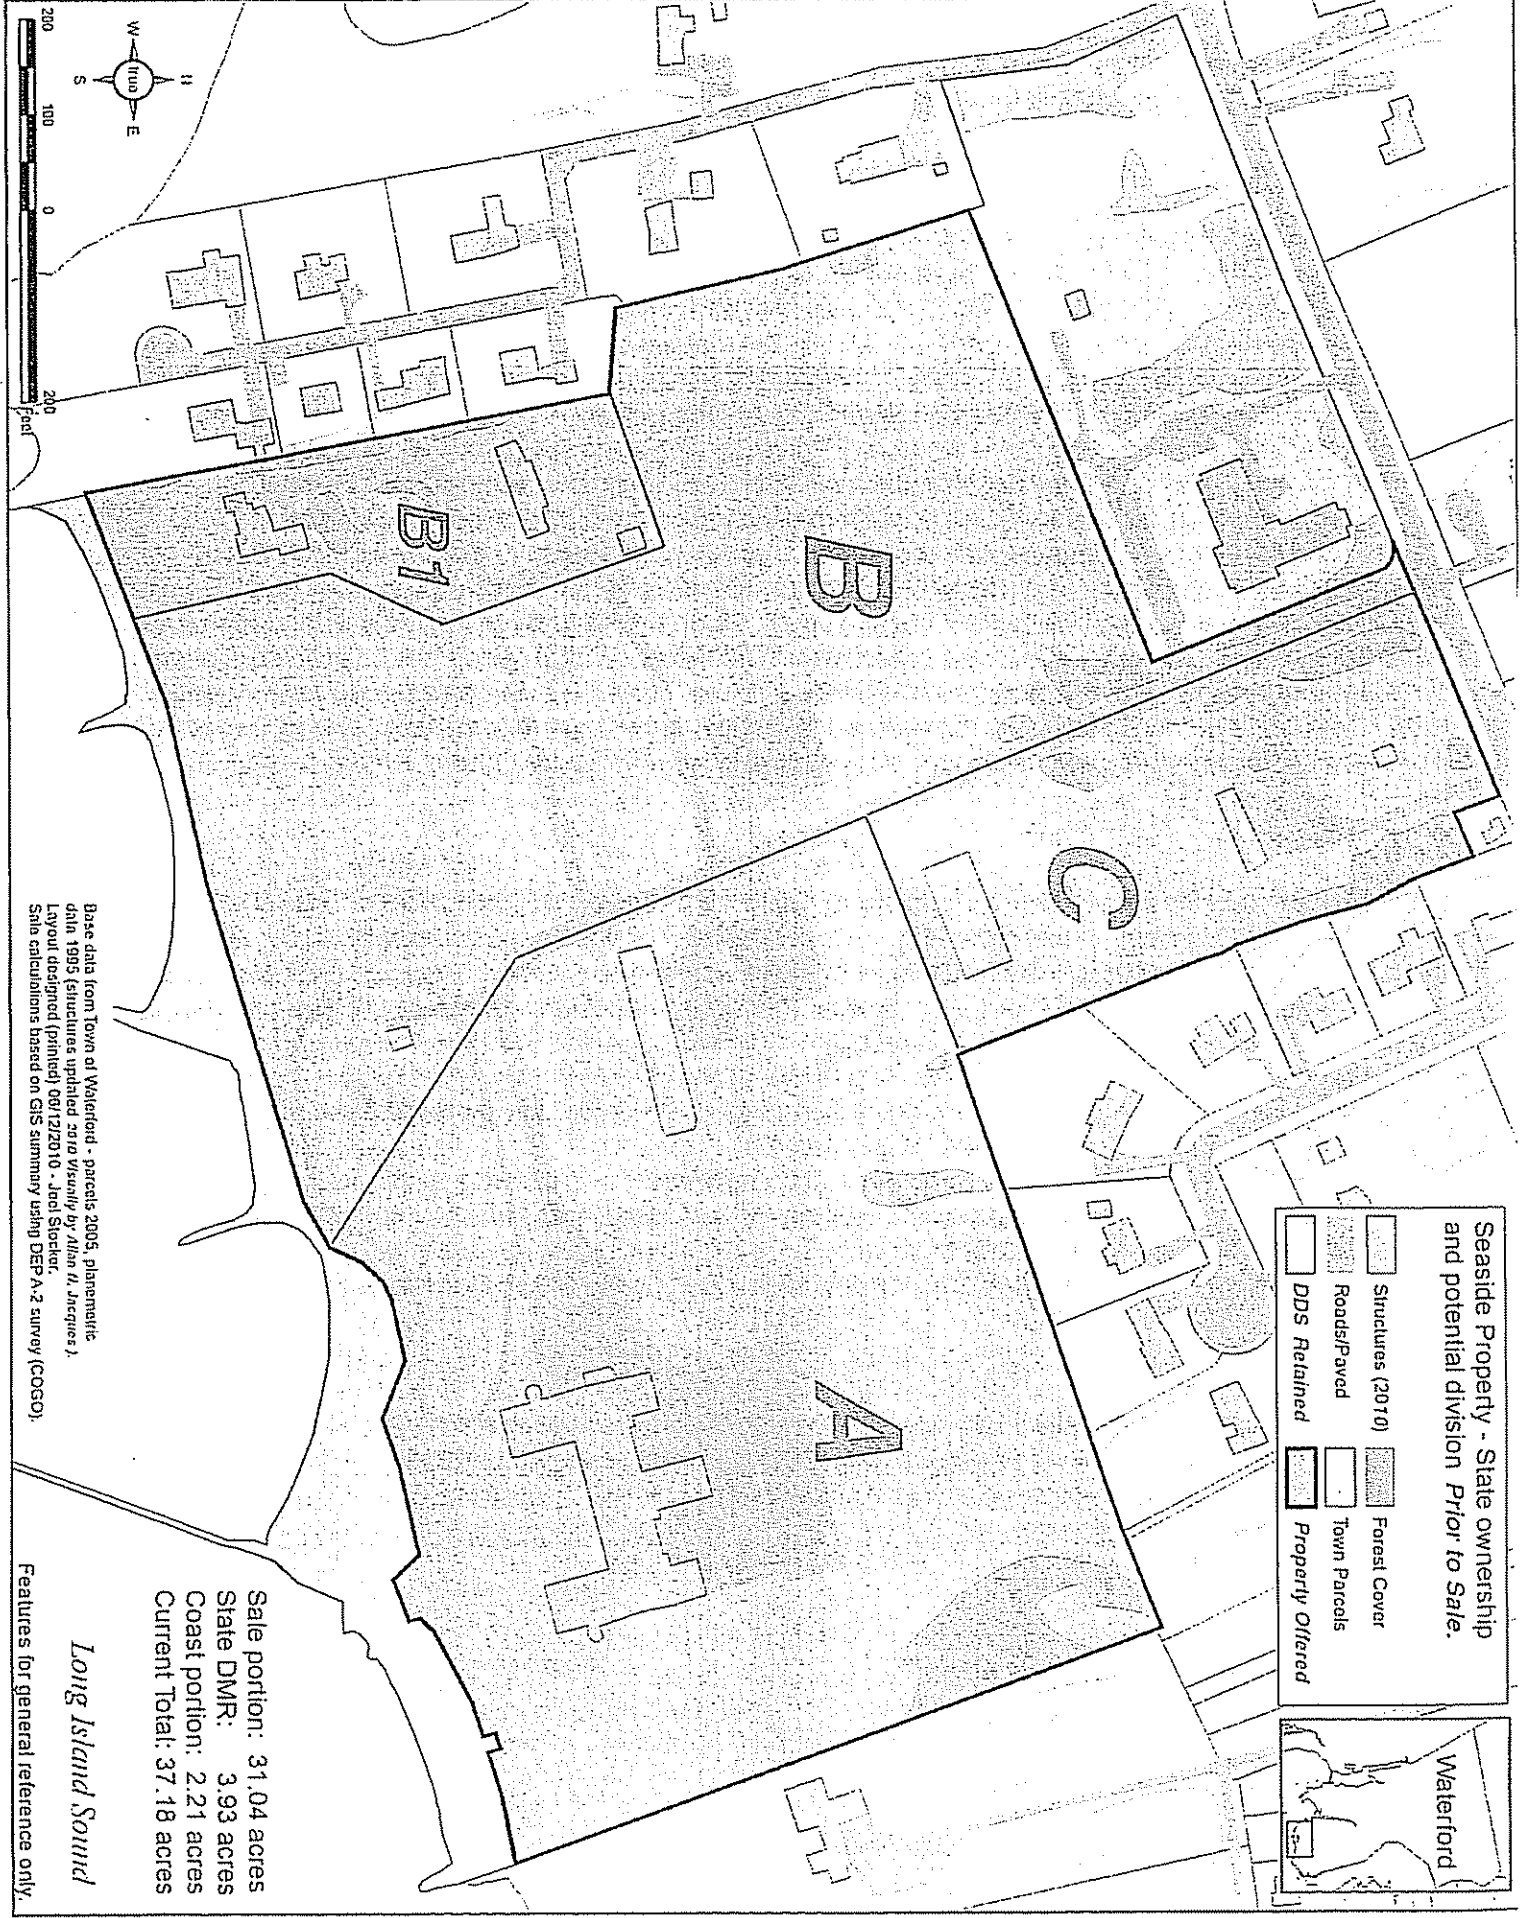 Seaside Property - State ownership
and potential division Prior to Sale.
Structures (2010)
Forest Cover
Roads/Paved
Town Parcels
DDS Retained
Property Offered
Waterford
A
B
B1
C
W
S
E
true
200
100
0
200
Feet
Base data from Town of Waterford - parcels 2005, planemetric
data 1995 (structures updated 2010 Visually by Allan N. Jacques).
Layout designed (printed) 08/12/2010 - Joel Stocker.
Sale calculations based on GIS summary using DEP A-2 survey (COGO).
Sale portion: 31.04 acres
State DMR: 3.93 acres
Coast portion: 2.21 acres
Current Total: 37.18 acres
Long Island Sound
Features for general reference only.